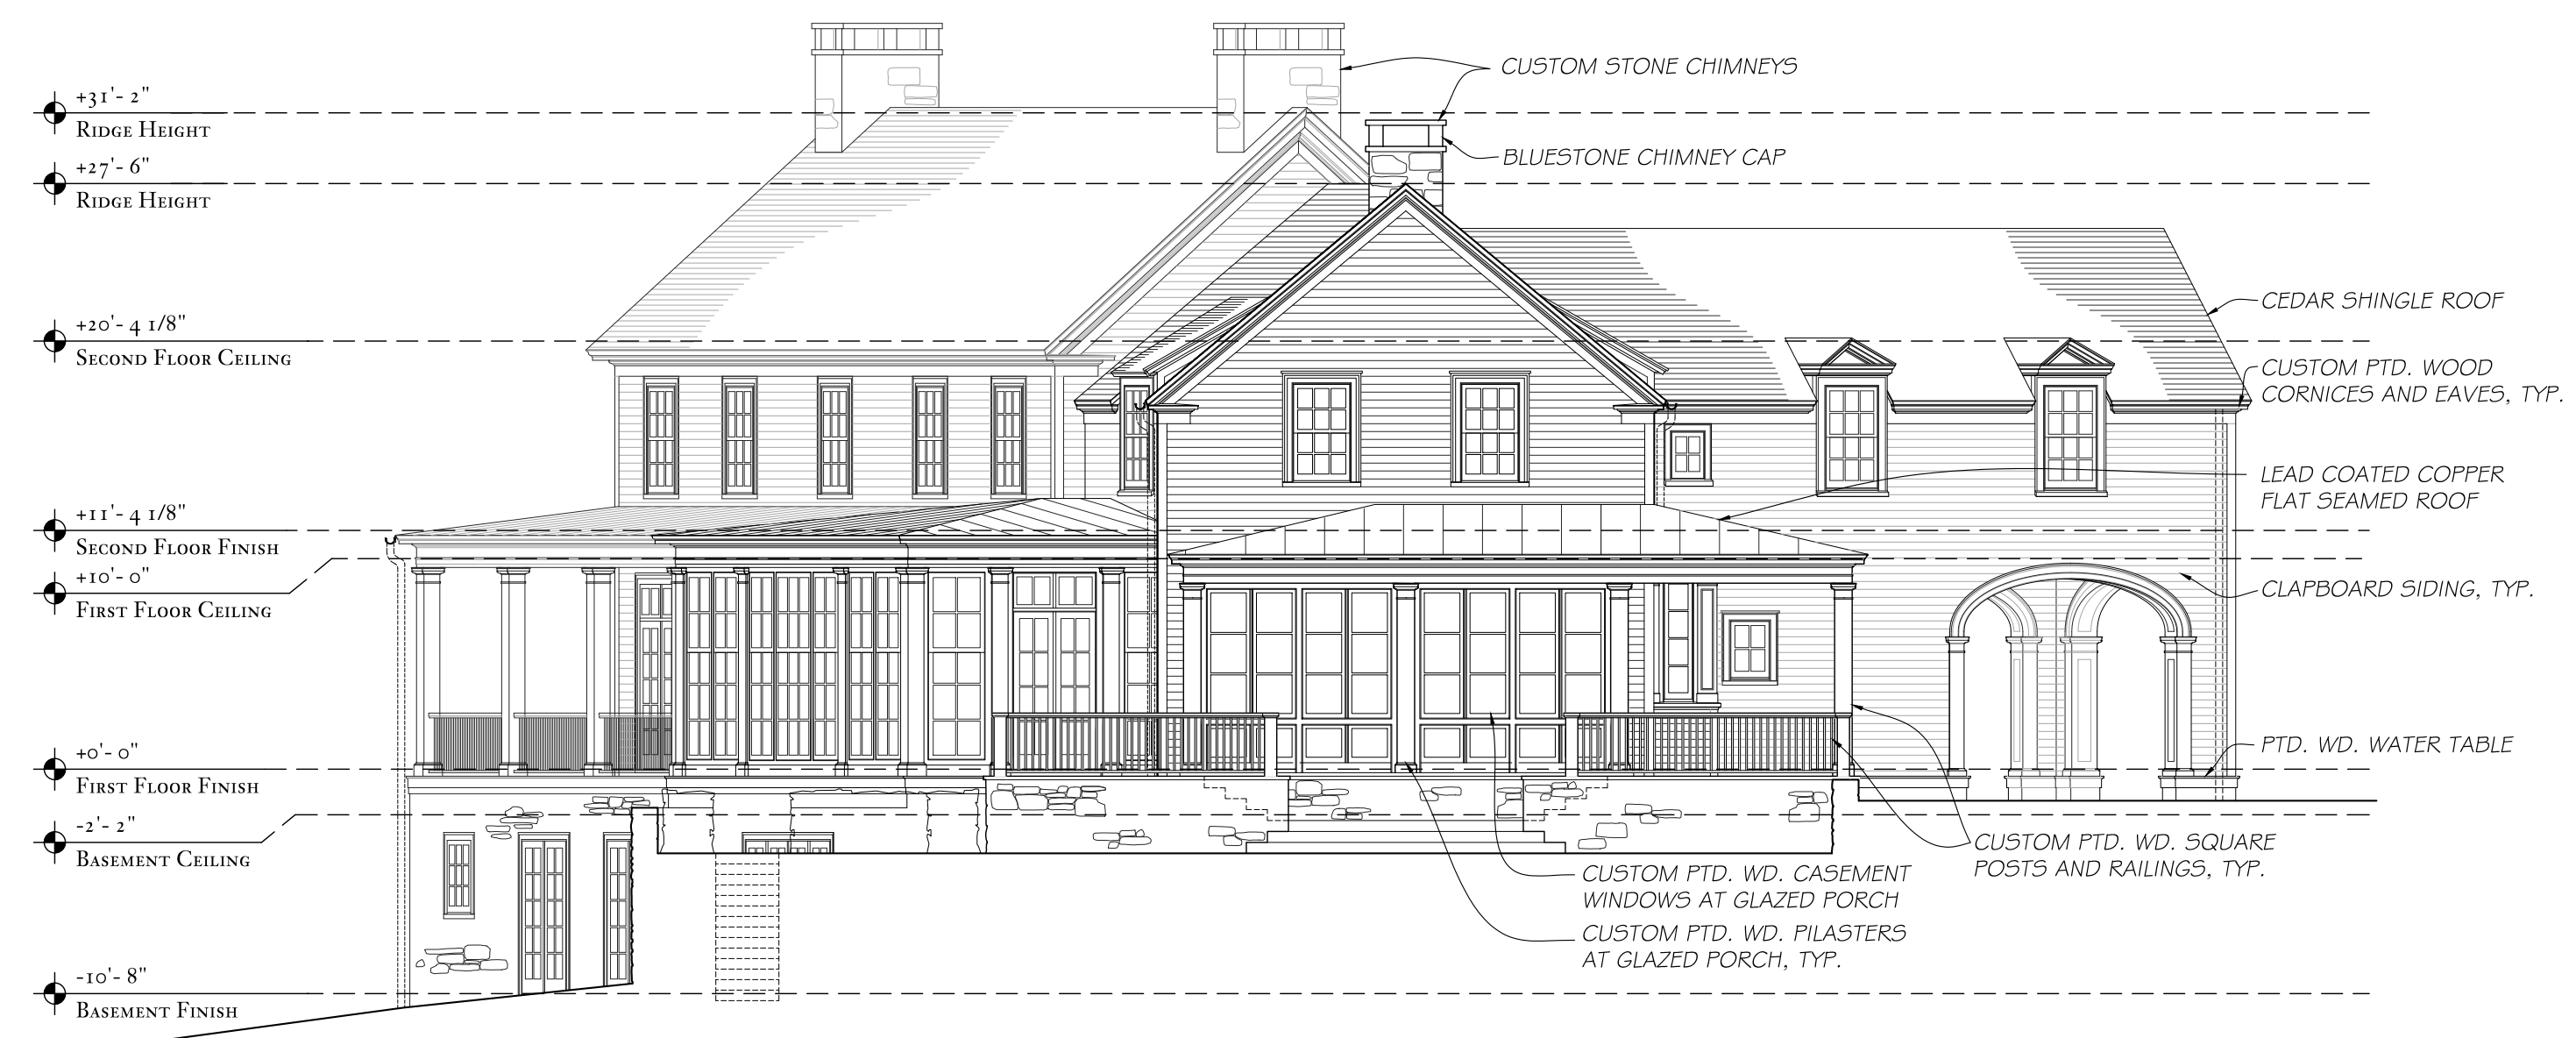 +31'- 2"
Ridge Height
+27'- 6"
Ridge Height
+20'- 4 1/8"
Second Floor Ceiling
+11'- 4 1/8"
Second Floor Finish
+10'- 0"
First Floor Ceiling
+0'- 0"
First Floor Finish
-2'- 2"
Basement Ceiling
-10'- 8"
Basement Finish
CUSTOM STONE CHIMNEYS
BLUESTONE CHIMNEY CAP
CEDAR SHINGLE ROOF
CUSTOM PTD. WOOD
CORNICES AND EAVES, TYP.
LEAD COATED COPPER
FLAT SEAMED ROOF
CLAPBOARD SIDING, TYP.
PTD. WD. WATER TABLE
CUSTOM PTD. WD. SQUARE
POSTS AND RAILINGS, TYP.
CUSTOM PTD. WD. CASEMENT
WINDOWS AT GLAZED PORCH
CUSTOM PTD. WD. PILASTERS
AT GLAZED PORCH, TYP.